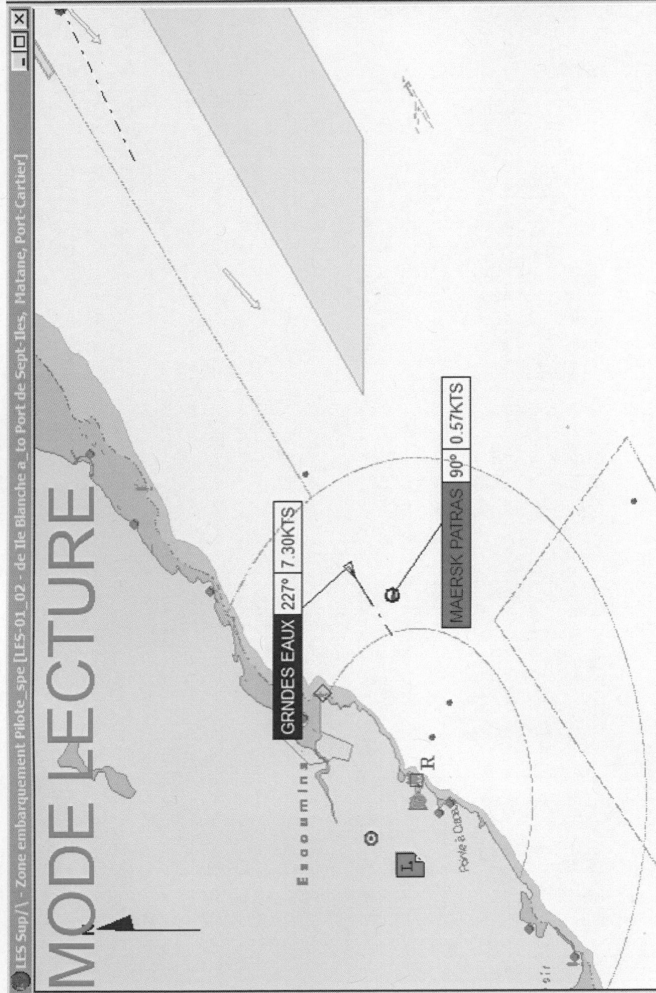 LES Sup/\ - Zone embarquement Pilote_spe [LES-01_02 - de Ile Blanche a_to Port de Sept-Iles, Matane, Port-Cartier]
MODE LECTURE
N
GRNDES EAUX 227° 7.30KTS
MAERSK PATRAS 90° 0.57KTS
Escoumins
R
L
Pointe à